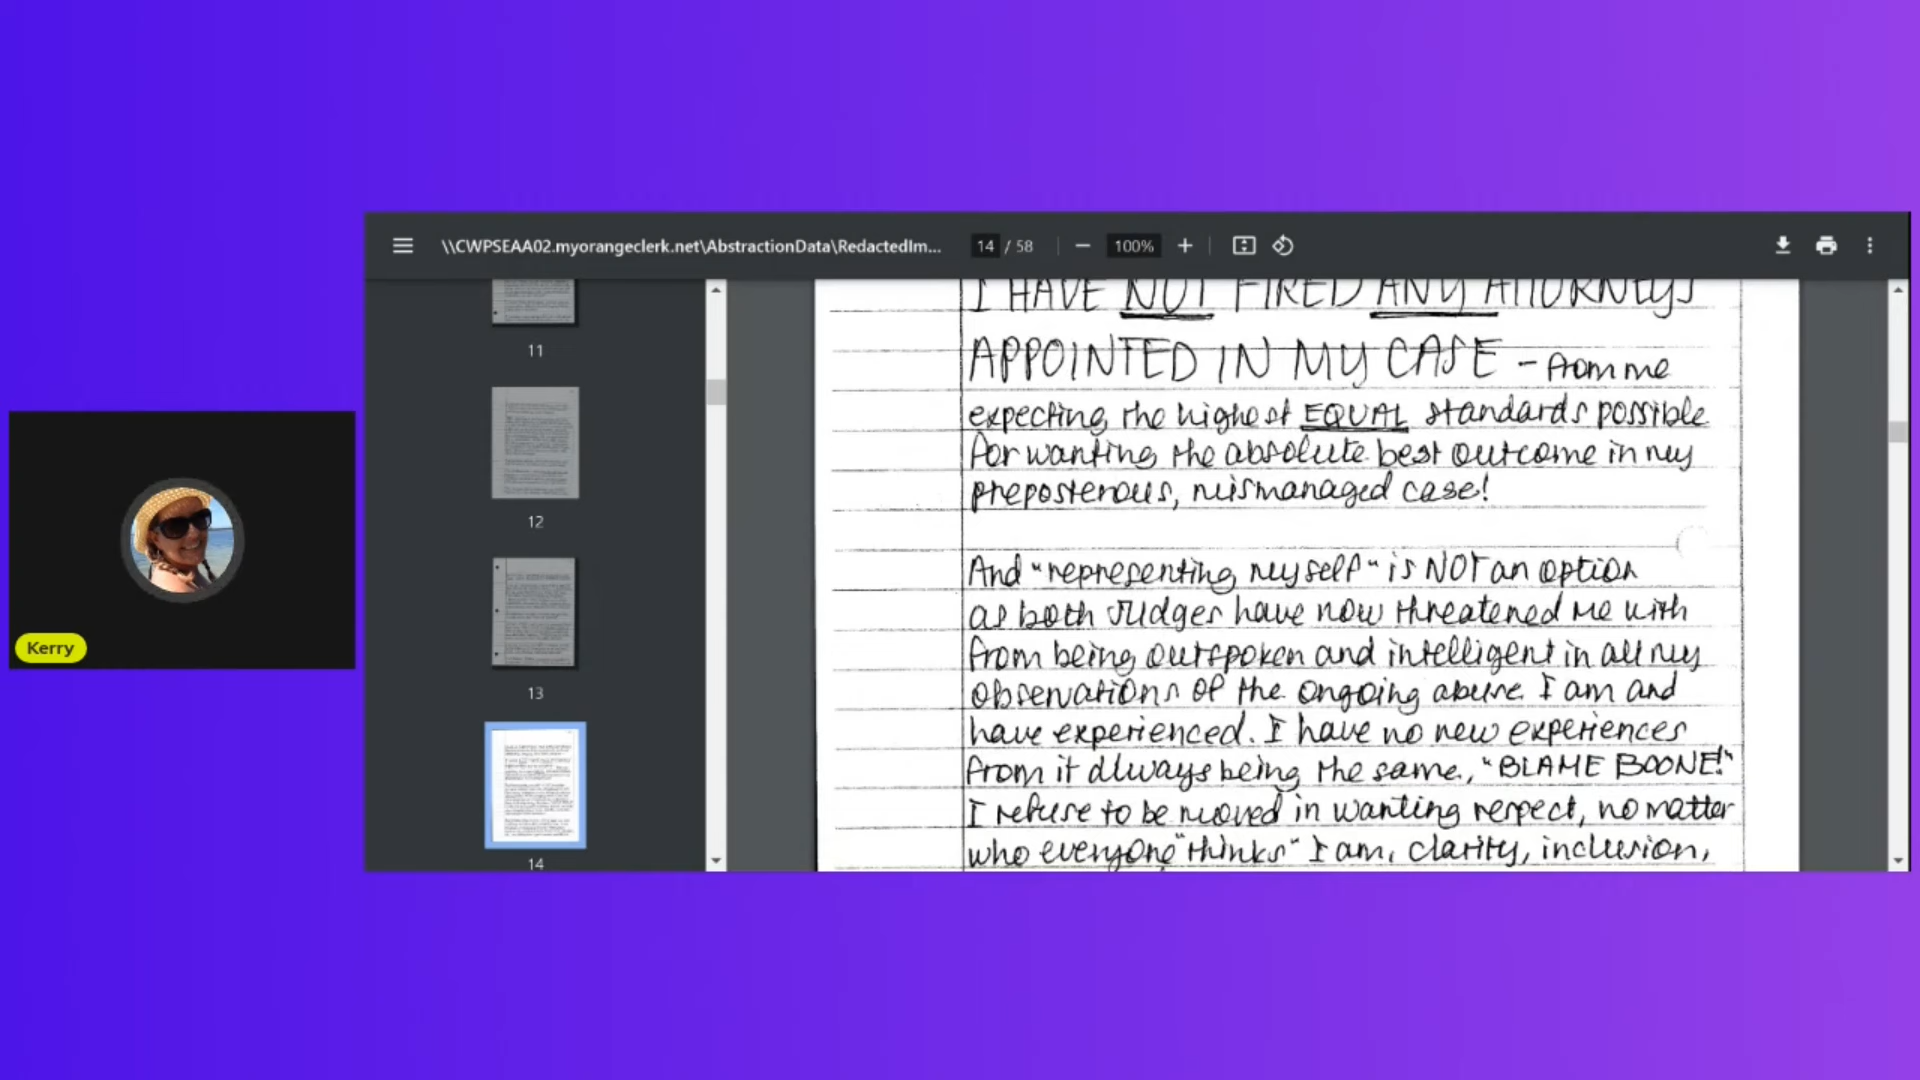 \\CWPSEAA02.myorangeclerk.net\AbstractionData\RedactedIm...
14 / 58
100%
11
12
13
14
Kerry
I HAVE NOT FIRED ANY ATTORNEYS
APPOINTED IN MY CASE - from me
expecting the highest EQUAL standards possible
for wanting the absolute best outcome in my
preposterous, mismanaged case!
And "representing myself" is NOT an option
as both Judges have now threatened me with
from being outspoken and intelligent in all my
observations of the ongoing abuse I am and
have experienced. I have no new experiences
from it always being the same, "BLAME BOONE!"
I refuse to be moved in wanting respect, no matter
who everyone "thinks" I am, clarity, inclusion,